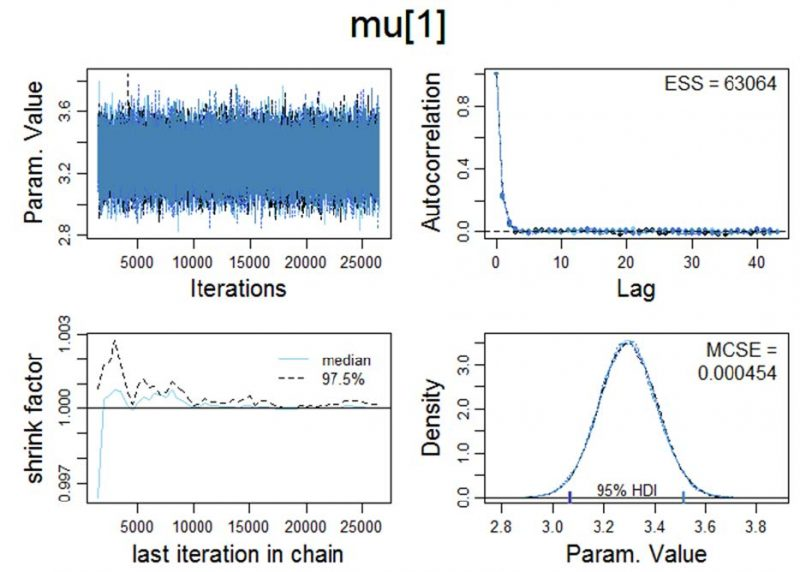 mu[1]
Param. Value
3.6
3.2
2.8
5000 10000 15000 20000 25000
Iterations
Autocorrelation
0.8
0.4
0.0
ESS = 63064
0 10 20 30 40
Lag
shrink factor
1.003
1.000
0.997
median
97.5%
5000 10000 15000 20000 25000
last iteration in chain
Density
3.0
2.0
1.0
0.0
MCSE =
0.000454
95% HDI
2.8 3.0 3.2 3.4 3.6 3.8
Param. Value